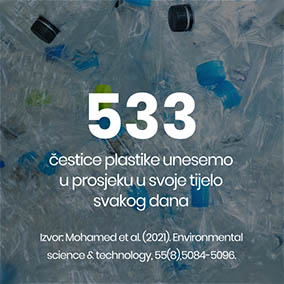 533
čestice plastike unesemo
u prosjeku u svoje tijelo
svakog dana
Izvor: Mohamed et al. (2021). Environmental
science & technology, 55(8),5084-5096.